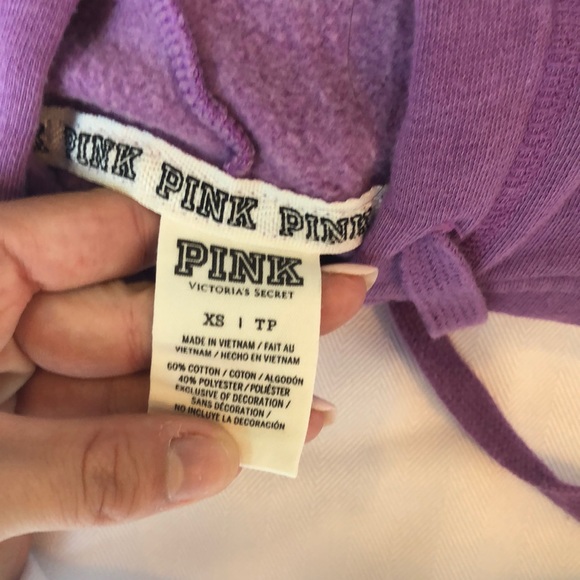 PINK PINK PINK
PINK
VICTORIA'S SECRET
XS | TP
MADE IN VIETNAM / FAIT AU
VIETNAM / HECHO EN VIETNAM
60% COTTON / COTON / ALGODÓN
40% POLYESTER / POLIÉSTER
EXCLUSIVE OF DECORATION /
SANS DÉCORATION /
NO INCLUYE LA DECORACIÓN